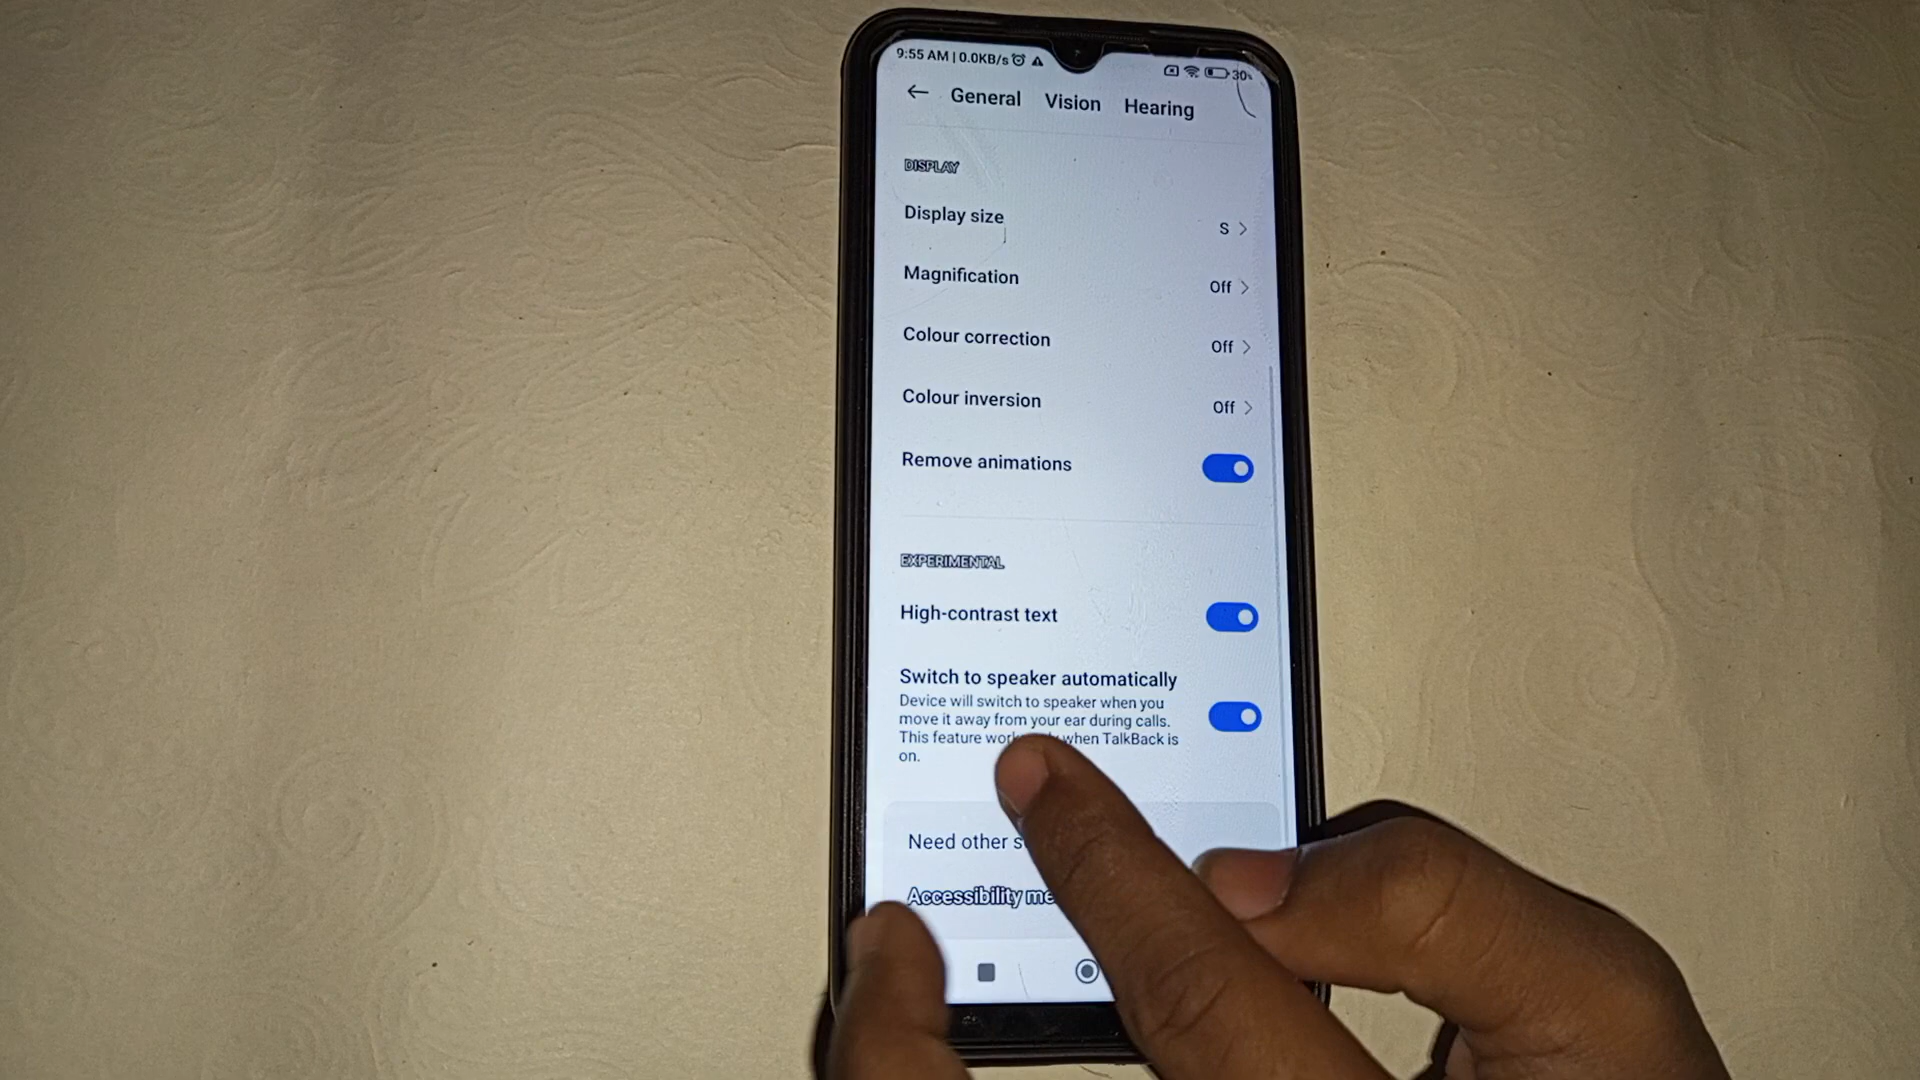 9:55 AM | 0.0KB/s
30%
General Vision Hearing
DISPLAY
Display size
S
Magnification
Off
Colour correction
Off
Colour inversion
Off
Remove animations
EXPERIMENTAL
High-contrast text
Switch to speaker automatically
Device will switch to speaker when you
move it away from your ear during calls.
This feature when TalkBack is
on.
Need other
Accessibility